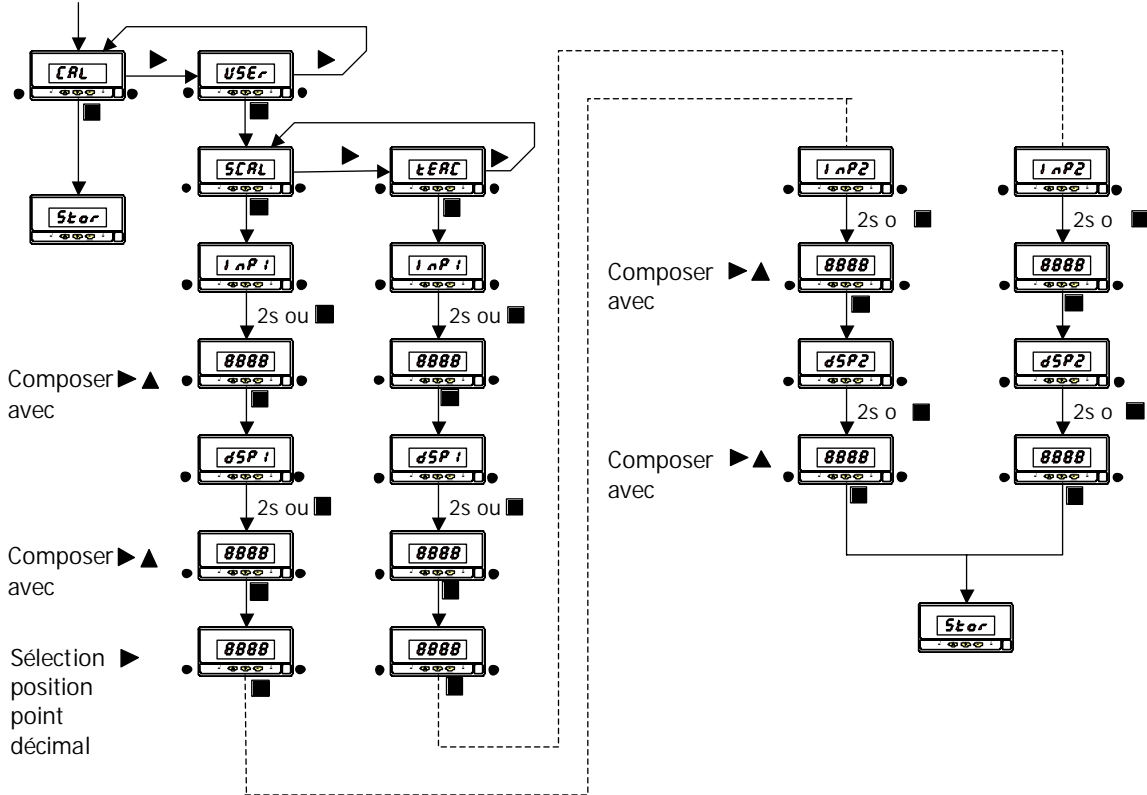 CAL
USEr
SCAL
tEAC
Stor
InP1
InP1
2s ou
2s ou
8888
8888
Composer
avec
dSP1
dSP1
2s ou
2s ou
8888
8888
Composer
avec
8888
8888
Sélection
position
point
décimal
InP2
InP2
2s o
2s o
8888
8888
Composer
avec
dSP2
dSP2
2s o
2s o
8888
8888
Composer
avec
Stor